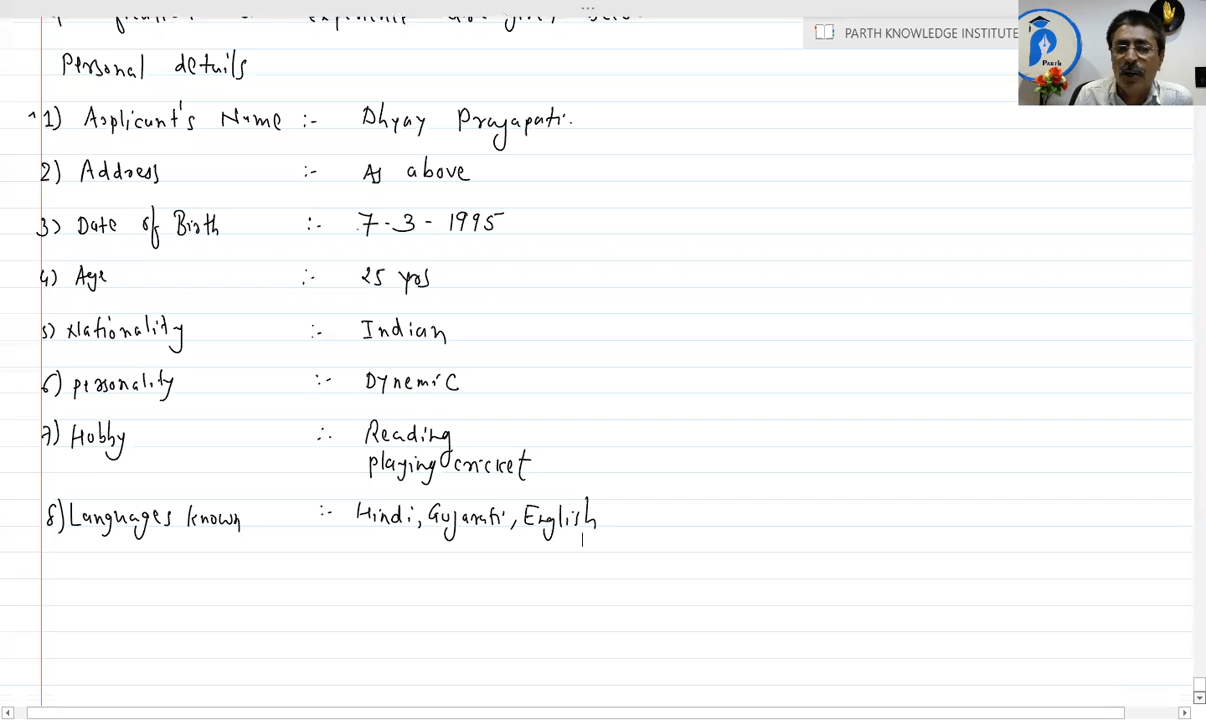 PARTH KNOWLEDGE INSTITUTE
Parth
Personal details
1) Applicant's Name :- Dhyay Prajapati.
2) Address :- As above
3) Date of Birth :- 7-3-1995
4) Age :- 25 yrs
5) Nationality :- Indian
6) personality :- Dynemic
7) Hobby :- Reading
playing cricket
8) Languages known :- Hindi, Gujarati, English